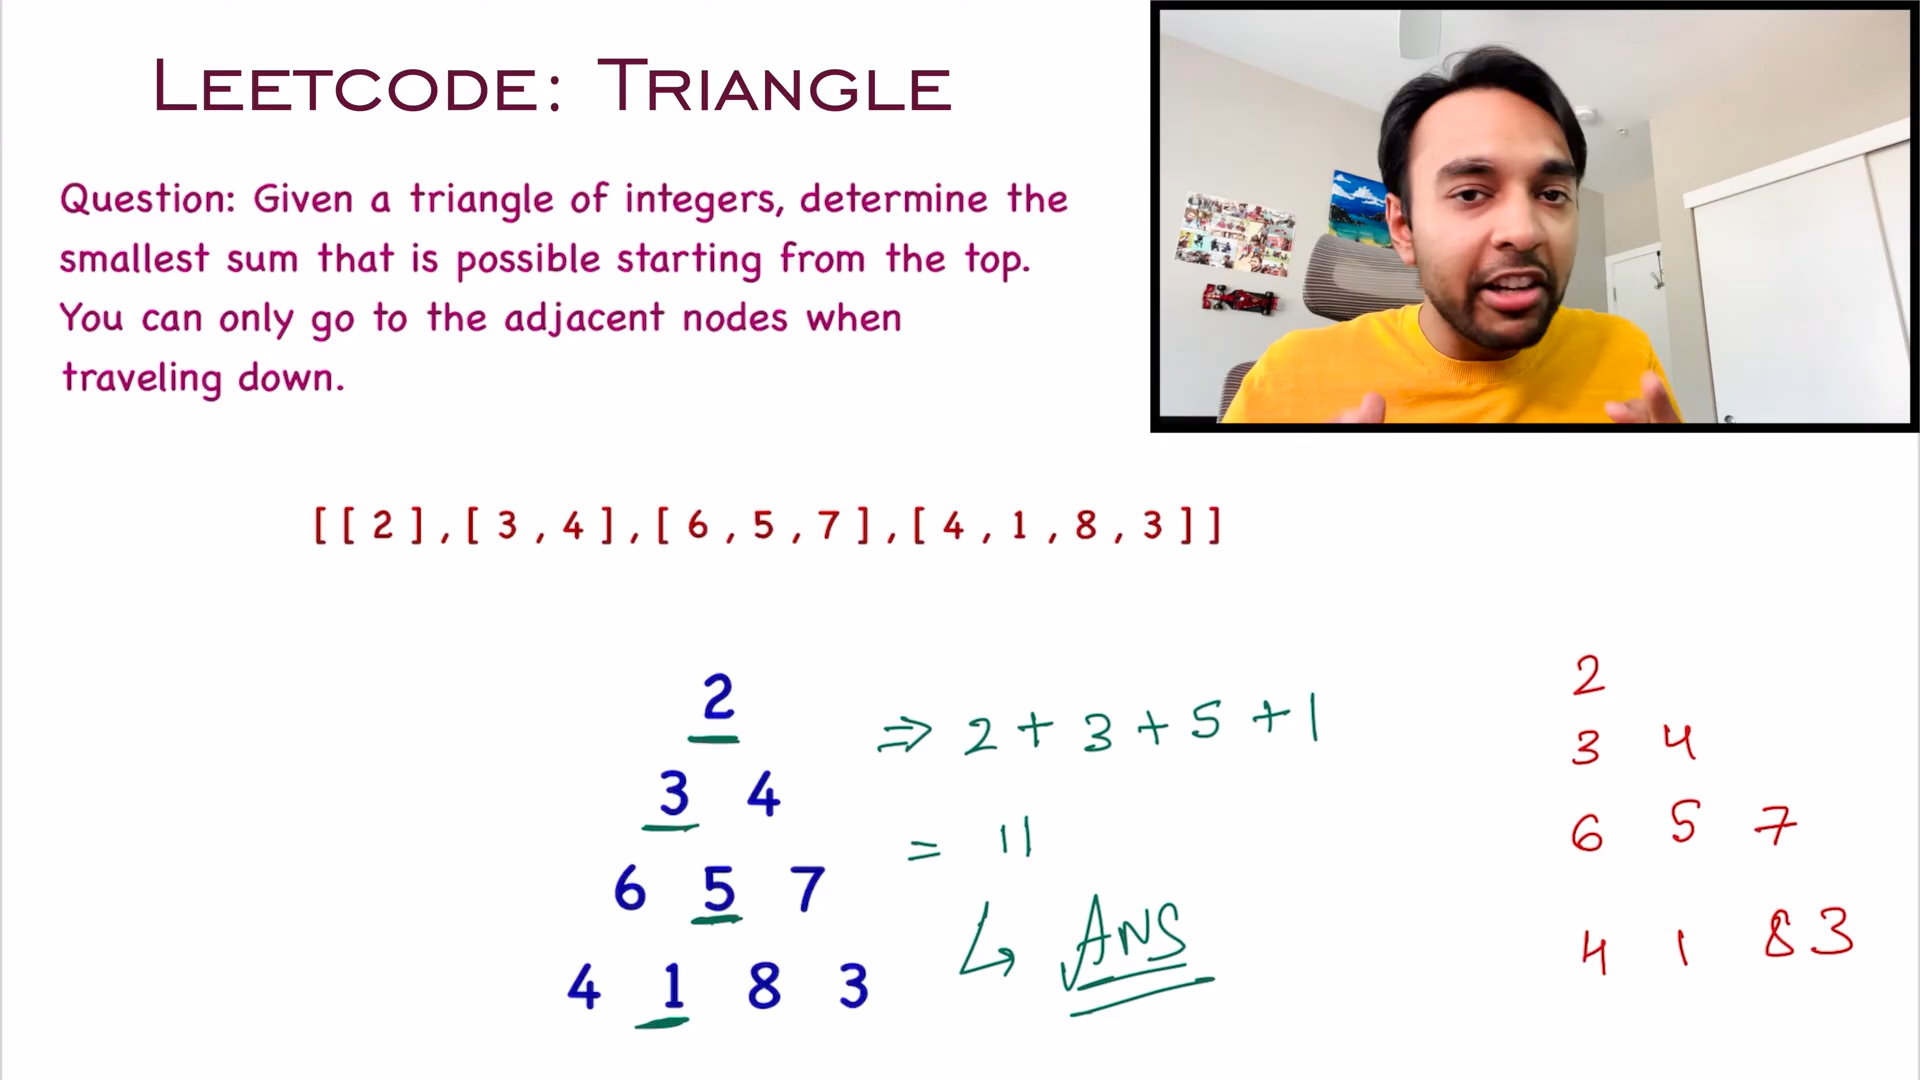 LEETCODE: TRIANGLE
Question: Given a triangle of integers, determine the
smallest sum that is possible starting from the top.
You can only go to the adjacent nodes when
traveling down.
[ [ 2 ] , [ 3 , 4 ] , [ 6 , 5 , 7 ] , [ 4 , 1 , 8 , 3 ] ]
2
3 4
6 5 7
4 1 8 3
⇒ 2 + 3 + 5 + 1
= 11
↳ ANS
2
3 4
6 5 7
4 1 8 3